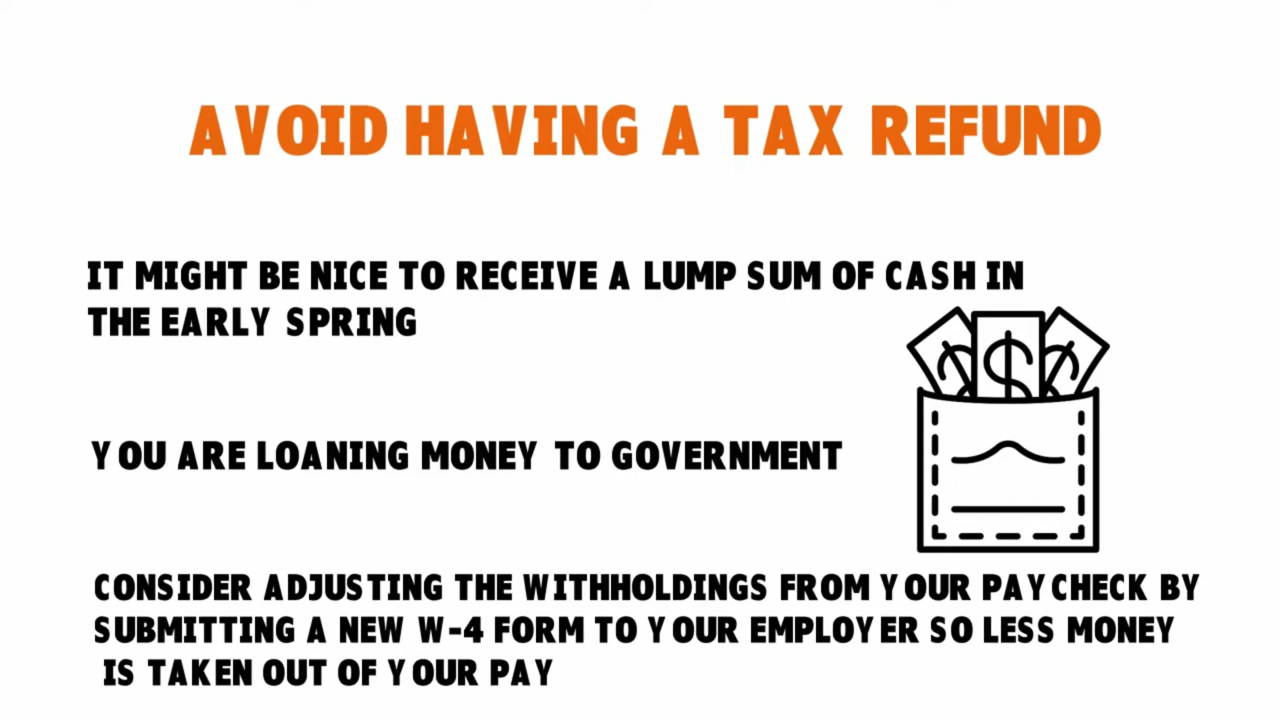 AVOID HAVING A TAX REFUND
IT MIGHT BE NICE TO RECEIVE A LUMP SUM OF CASH IN
THE EARLY SPRING
YOU ARE LOANING MONEY TO GOVERNMENT
CONSIDER ADJUSTING THE WITHHOLDINGS FROM YOUR PAYCHECK BY
SUBMITTING A NEW W-4 FORM TO YOUR EMPLOYER SO LESS MONEY
IS TAKEN OUT OF YOUR PAY